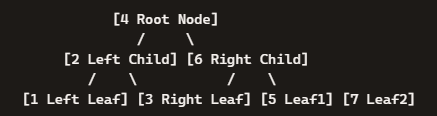 [4 Root Node]
/ \
[2 Left Child] [6 Right Child]
/ \ / \
[1 Left Leaf] [3 Right Leaf] [5 Leaf1] [7 Leaf2]